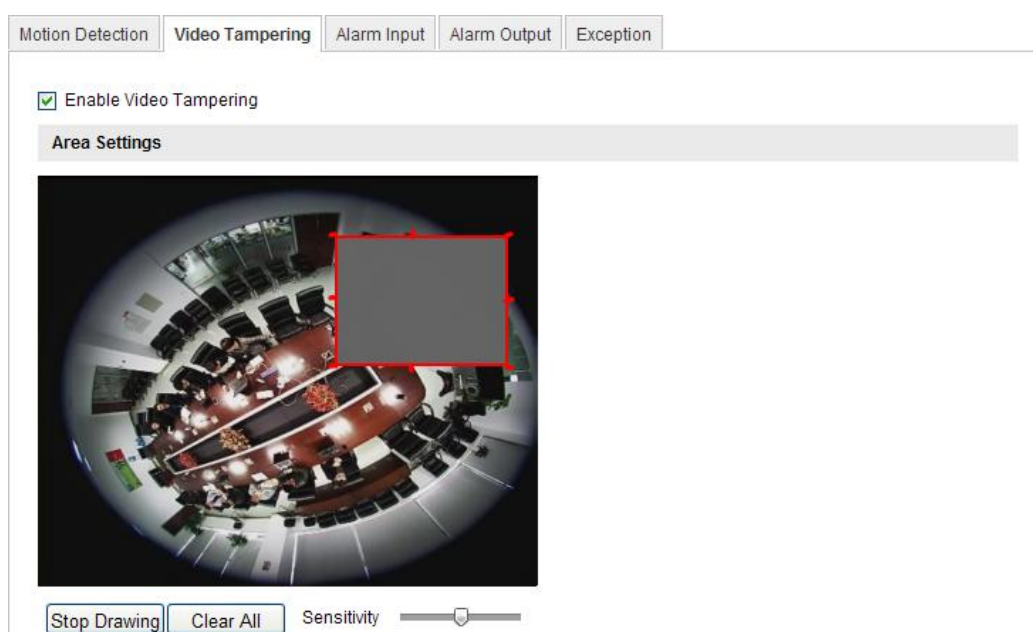 Motion Detection Video Tampering Alarm Input Alarm Output Exception
Enable Video Tampering
Area Settings
Stop Drawing Clear All Sensitivity